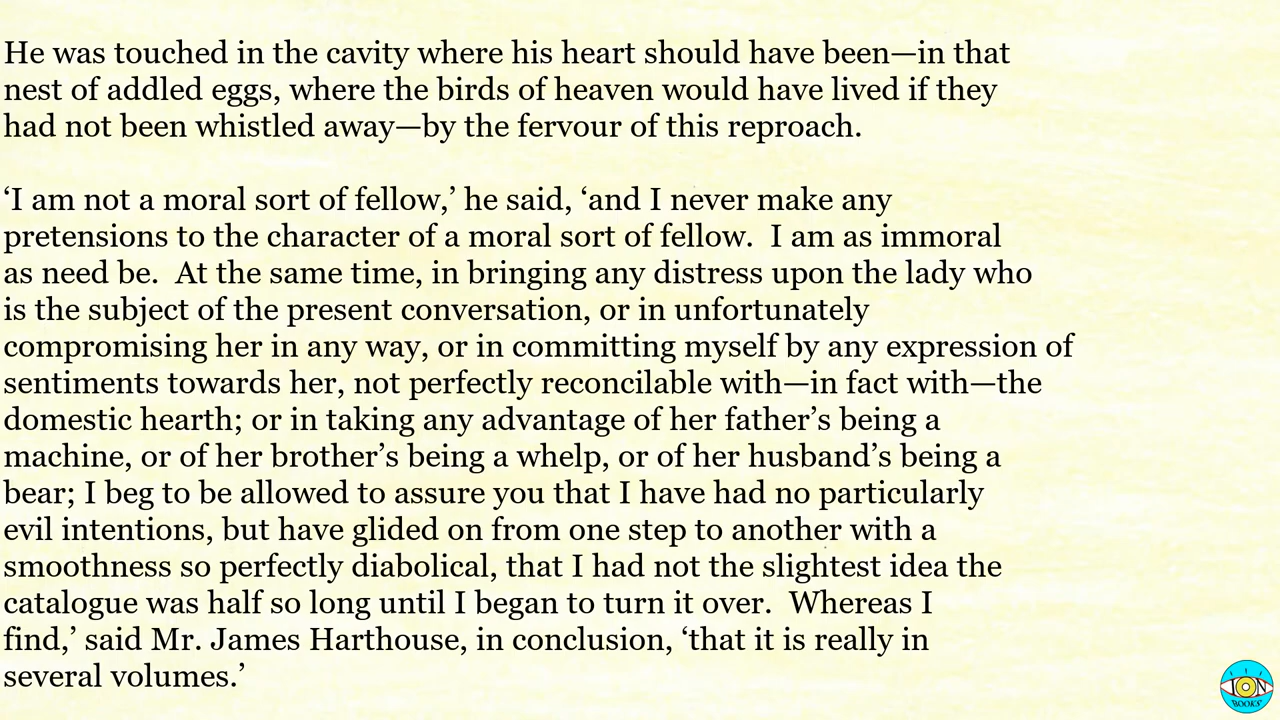 He was touched in the cavity where his heart should have been—in that
nest of addled eggs, where the birds of heaven would have lived if they
had not been whistled away—by the fervour of this reproach.
‘I am not a moral sort of fellow,’ he said, ‘and I never make any
pretensions to the character of a moral sort of fellow.  I am as immoral
as need be.  At the same time, in bringing any distress upon the lady who
is the subject of the present conversation, or in unfortunately
compromising her in any way, or in committing myself by any expression of
sentiments towards her, not perfectly reconcilable with—in fact with—the
domestic hearth; or in taking any advantage of her father’s being a
machine, or of her brother’s being a whelp, or of her husband’s being a
bear; I beg to be allowed to assure you that I have had no particularly
evil intentions, but have glided on from one step to another with a
smoothness so perfectly diabolical, that I had not the slightest idea the
catalogue was half so long until I began to turn it over.  Whereas I
find,’ said Mr. James Harthouse, in conclusion, ‘that it is really in
several volumes.’
ION
BOOKS